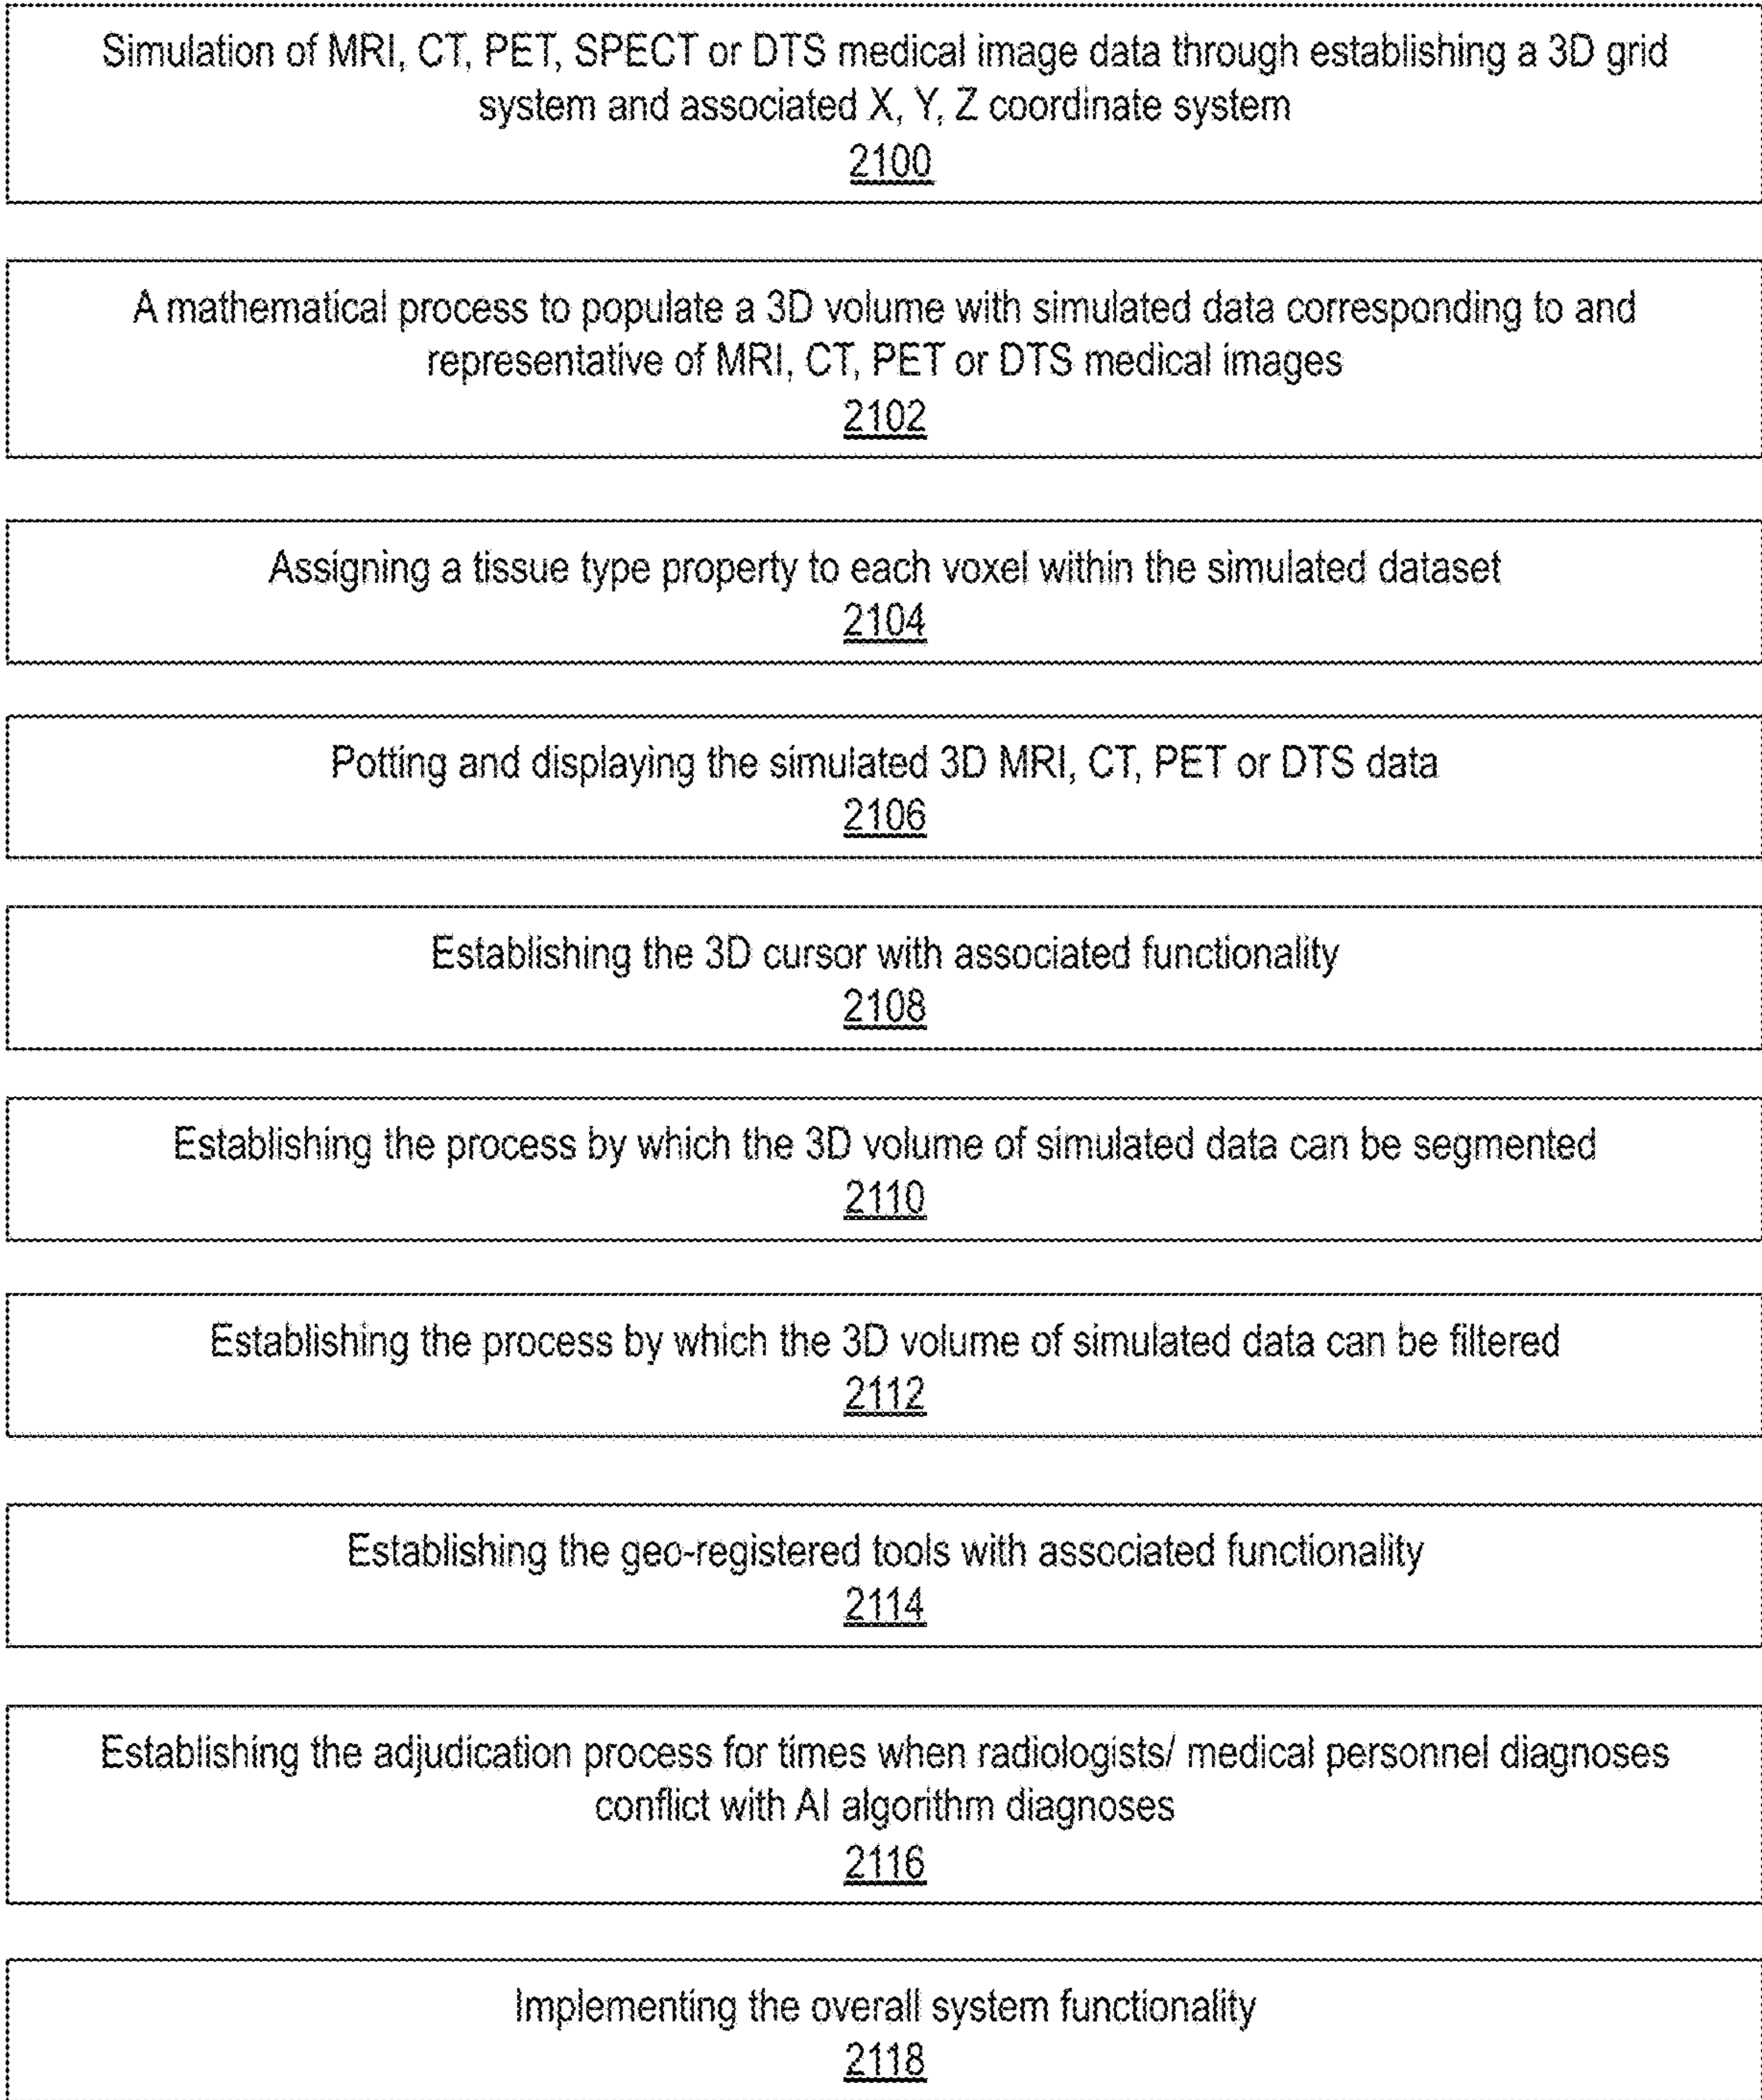 Simulation of MRI, CT, PET, SPECT or DTS medical image data through establishing a 3D grid
system and associated X, Y, Z coordinate system
2100
A mathematical process to populate a 3D volume with simulated data corresponding to and
representative of MRI, CT, PET or DTS medical images
2102
Assigning a tissue type property to each voxel within the simulated dataset
2104
Potting and displaying the simulated 3D MRI, CT, PET or DTS data
2106
Establishing the 3D cursor with associated functionality
2108
Establishing the process by which the 3D volume of simulated data can be segmented
2110
Establishing the process by which the 3D volume of simulated data can be filtered
2112
Establishing the geo-registered tools with associated functionality
2114
Establishing the adjudication process for times when radiologists/ medical personnel diagnoses
conflict with AI algorithm diagnoses
2116
Implementing the overall system functionality
2118